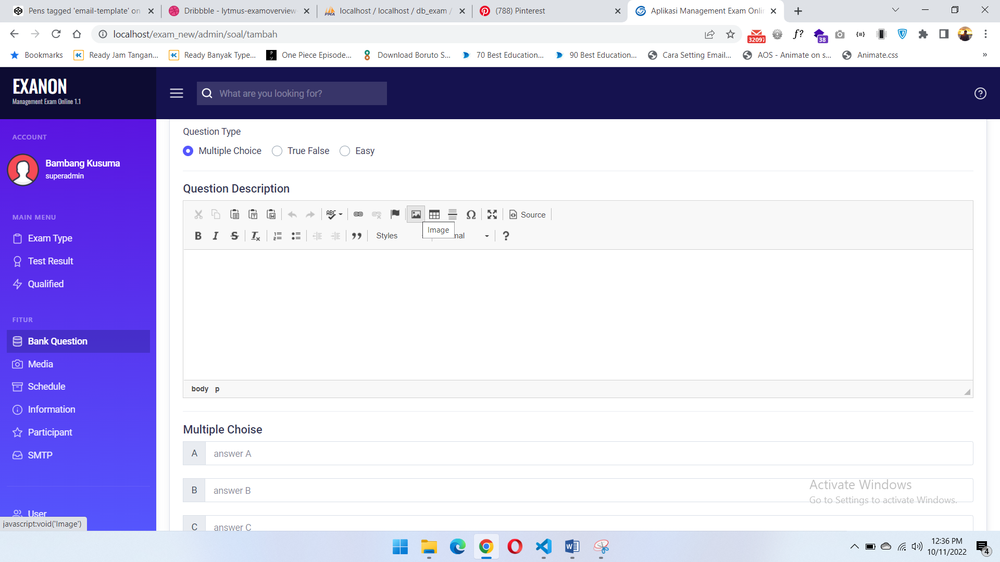 Pens tagged 'email-template' on
Dribbble - lytmus-examoverview
localhost / localhost / db_exam /
(788) Pinterest
Aplikasi Management Exam Onli
localhost/exam_new/admin/soal/tambah
32097
f?
38
Bookmarks
Ready Jam Tangan...
Ready Banyak Type...
One Piece Episode...
Download Boruto S...
70 Best Education...
90 Best Education...
Cara Setting Email...
AOS - Animate on s...
Animate.css
»
EXANON
Management Exam Online 1.1
What are you looking for?
ACCOUNT
Bambang Kusuma
superadmin
MAIN MENU
Exam Type
Test Result
Qualified
FITUR
Bank Question
Media
Schedule
Information
Participant
SMTP
User
javascript:void('Image')
Question Type
Multiple Choice
True False
Easy
Question Description
Source
Image
Styles
mal
body p
Multiple Choise
A answer A
B answer B
C answer C
Activate Windows
Go to Settings to activate Windows.
12:36 PM
10/11/2022
4